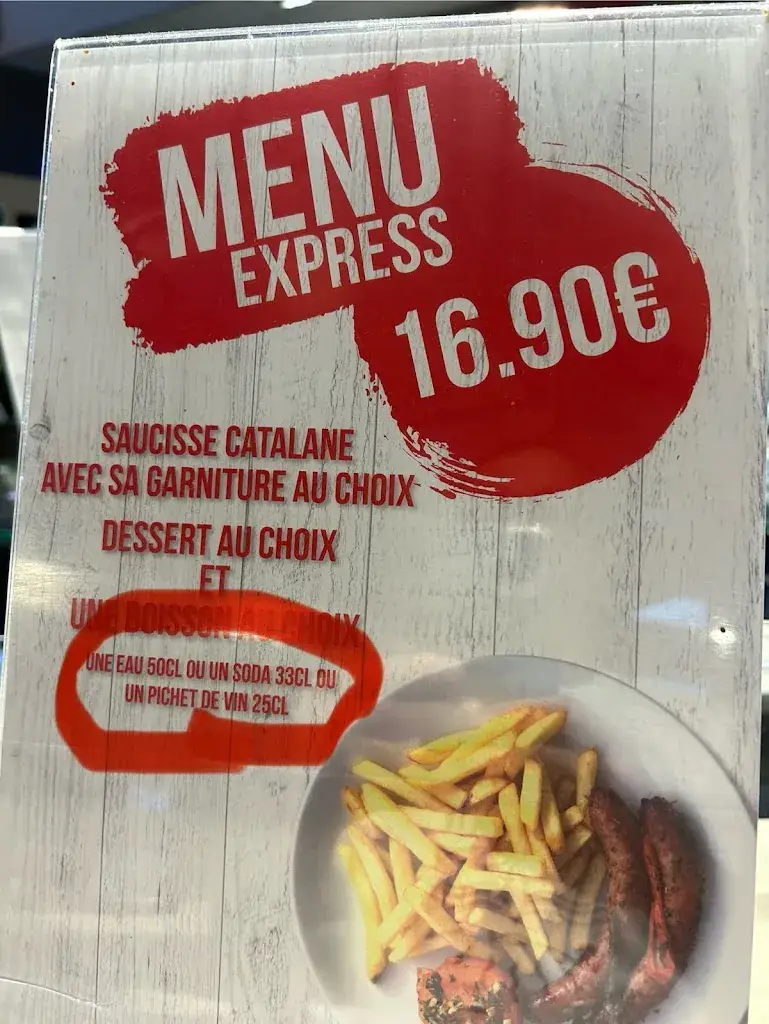 MENU
EXPRESS
16.90€
SAUCISSE CATALANE
AVEC SA GARNITURE AU CHOIX
DESSERT AU CHOIX
ET
UNE BOISSON AU CHOIX
UNE EAU 50CL OU UN SODA 33CL OU
UN PICHET DE VIN 25CL